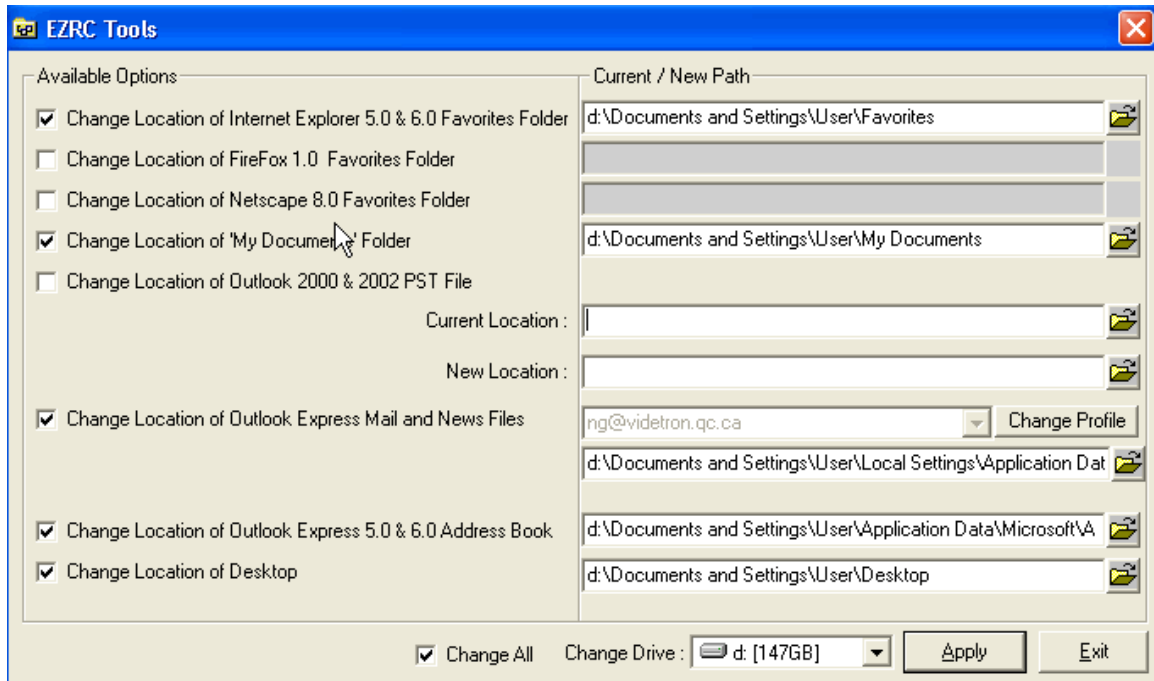 EZRC Tools
Available Options
Current / New Path
Change Location of Internet Explorer 5.0 & 6.0 Favorites Folder
d:\Documents and Settings\User\Favorites
Change Location of FireFox 1.0 Favorites Folder
Change Location of Netscape 8.0 Favorites Folder
Change Location of 'My Documents' Folder
d:\Documents and Settings\User\My Documents
Change Location of Outlook 2000 & 2002 PST File
Current Location :
New Location :
Change Location of Outlook Express Mail and News Files
ng@videtron.qc.ca
Change Profile
d:\Documents and Settings\User\Local Settings\Application Dat
Change Location of Outlook Express 5.0 & 6.0 Address Book
d:\Documents and Settings\User\Application Data\Microsoft\A
Change Location of Desktop
d:\Documents and Settings\User\Desktop
Change All
Change Drive :
d: [147GB]
Apply
Exit